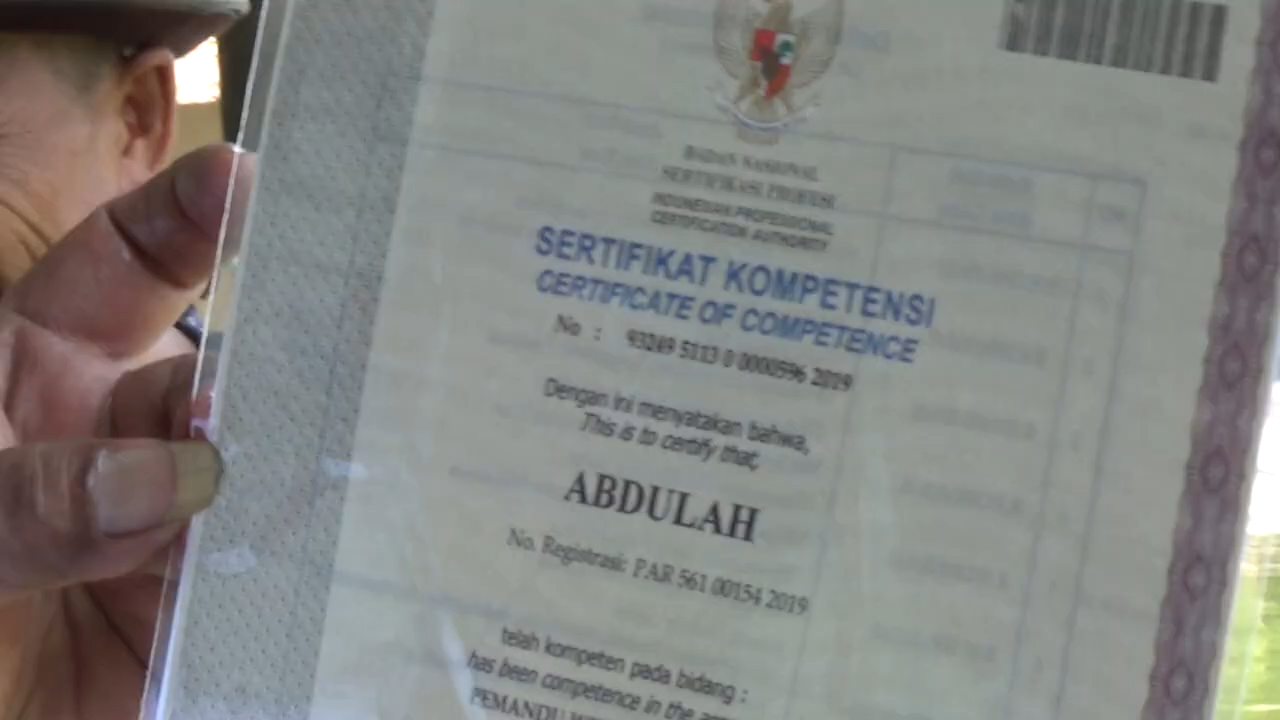 BADAN NASIONAL
SERTIFIKASI PROFESI
INDONESIAN PROFESSIONAL
CERTIFICATION AUTHORITY
SERTIFIKAT KOMPETENSI
CERTIFICATE OF COMPETENCE
No : 93249 5113 0 0000596 2019
Dengan ini menyatakan bahwa,
This is to certify that,
ABDULAH
No. Registrasi: PAR 561 00154 2019
telah kompeten pada bidang :
has been competence in the
PEMANDU